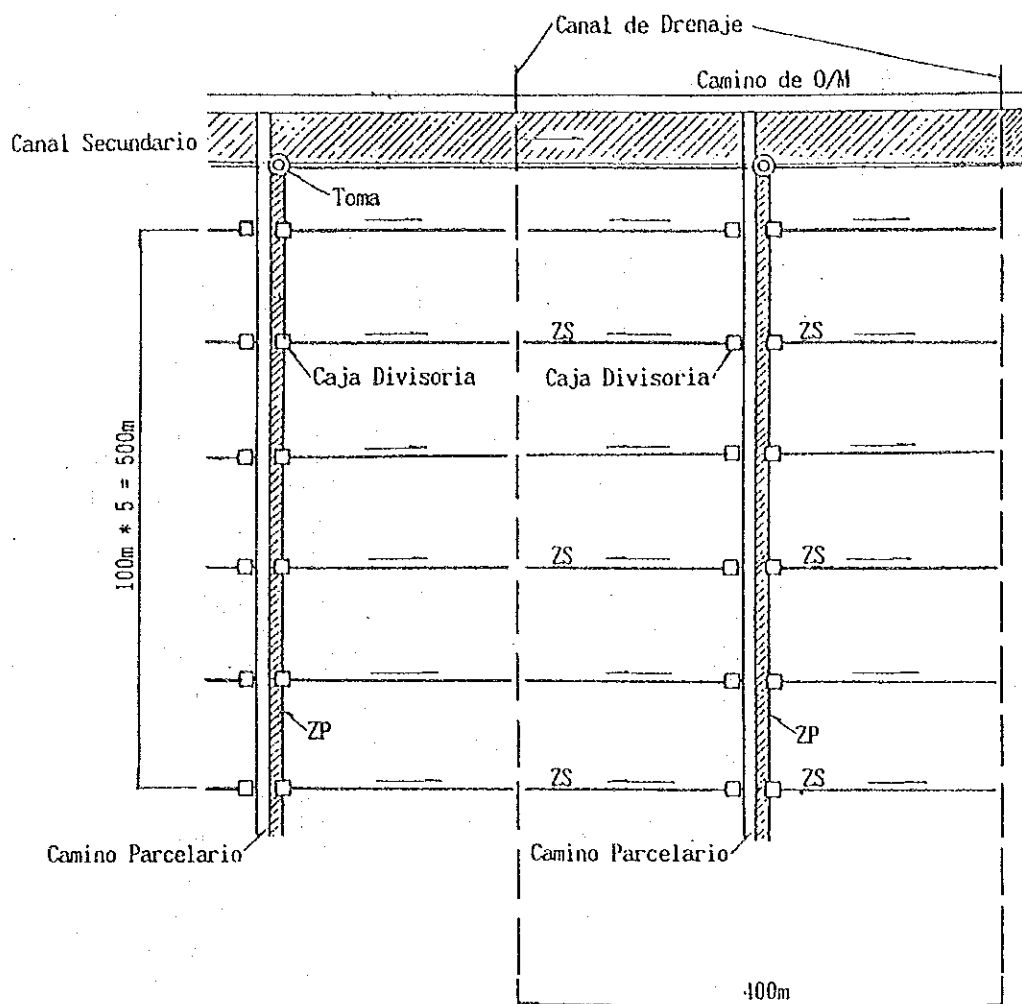 Canal de Drenaje
Camino de O/M
Canal Secundario
Toma
ZS
ZS
Caja Divisoria
Caja Divisoria
100m * 5 = 500m
ZS
ZS
ZP
ZP
ZS
ZS
Camino Parcelario
Camino Parcelario
400m